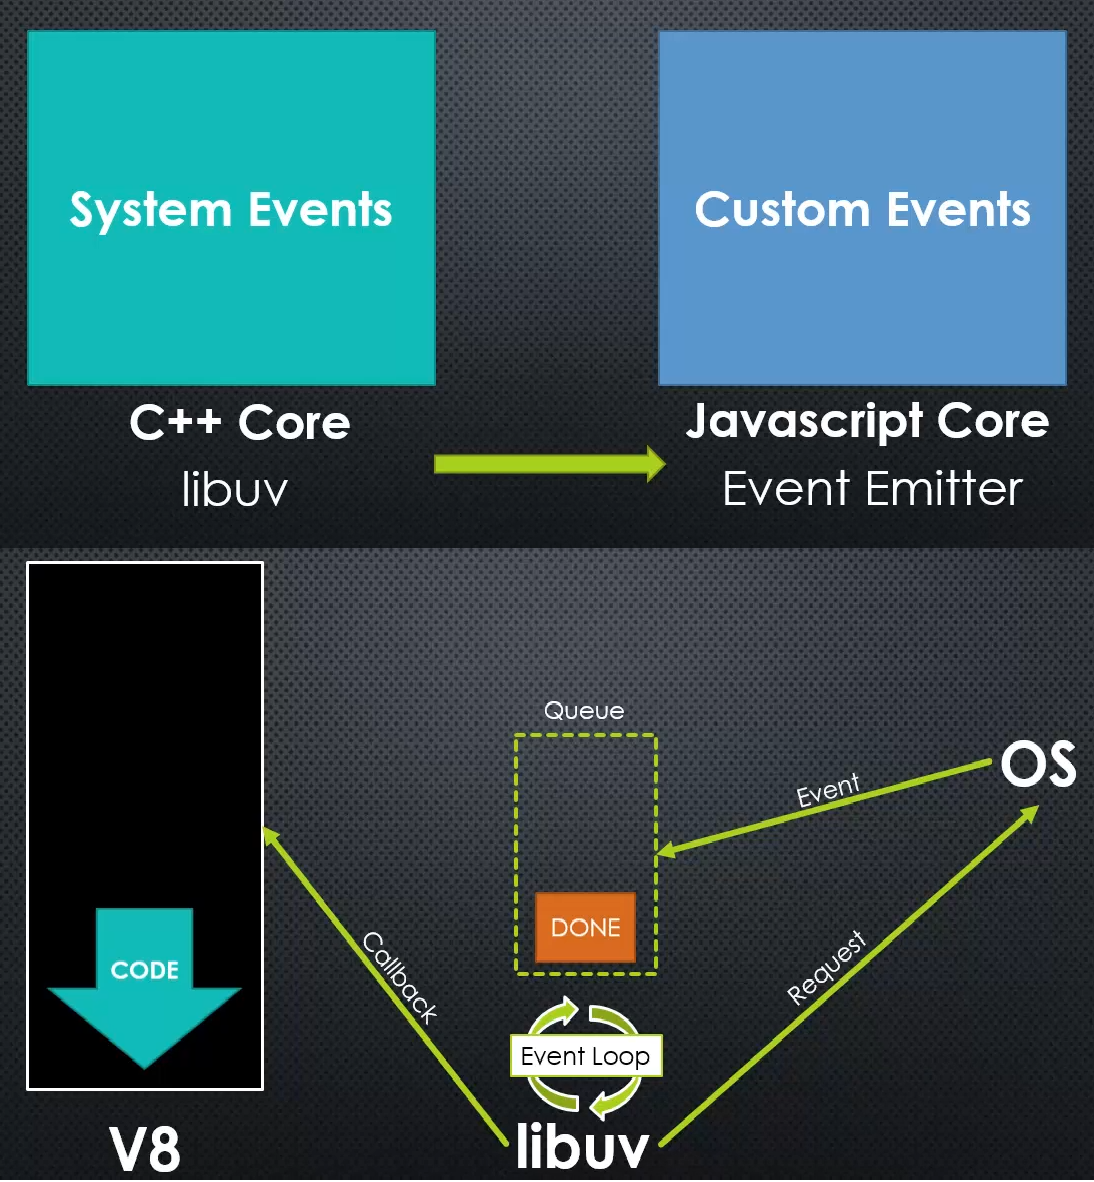 System Events
Custom Events
C++ Core
Javascript Core
libuv
Event Emitter
Queue
OS
Event
DONE
CODE
Callback
Request
Event Loop
V8
libuv